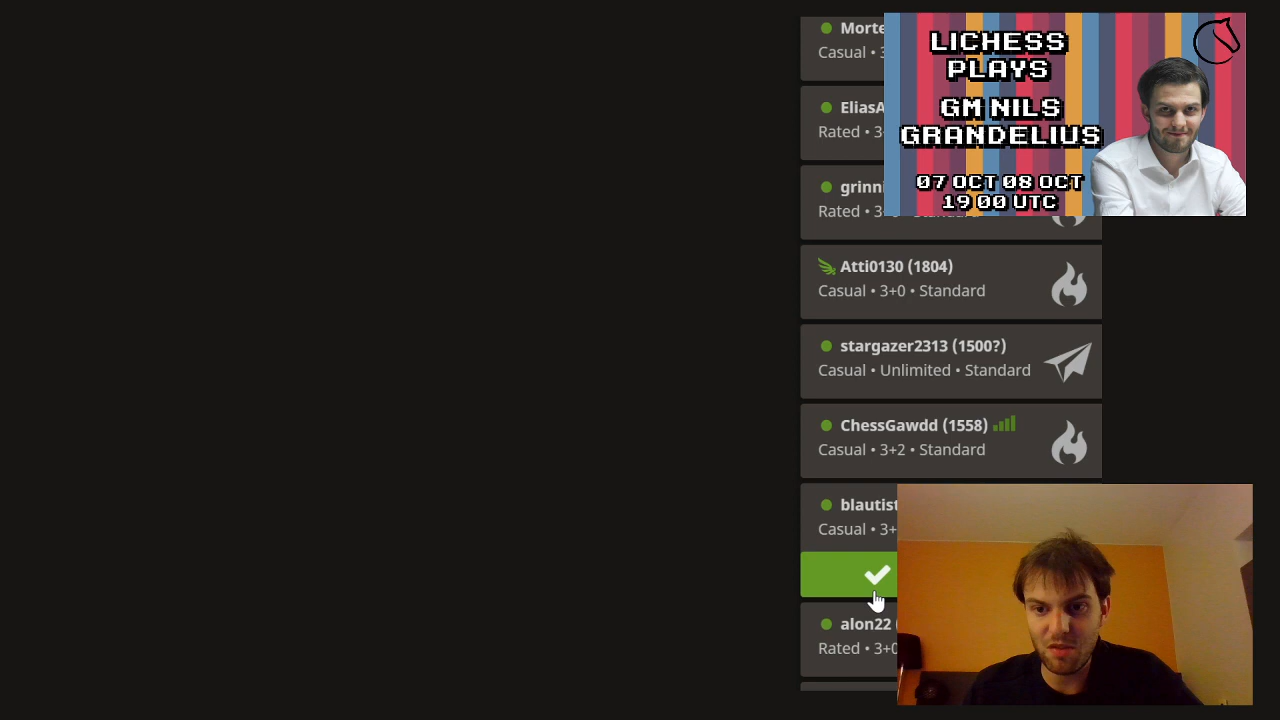 Morte
Casual • 3
EliasA
Rated • 3
grinni
Rated • 3
Atti0130 (1804)
Casual • 3+0 • Standard
stargazer2313 (1500?)
Casual • Unlimited • Standard
ChessGawdd (1558)
Casual • 3+2 • Standard
blautist
Casual • 3+
alon22
Rated • 3+0
LICHESS
PLAYS
GM NILS
GRANDELIUS
07 OCT 08 OCT
19 00 UTC